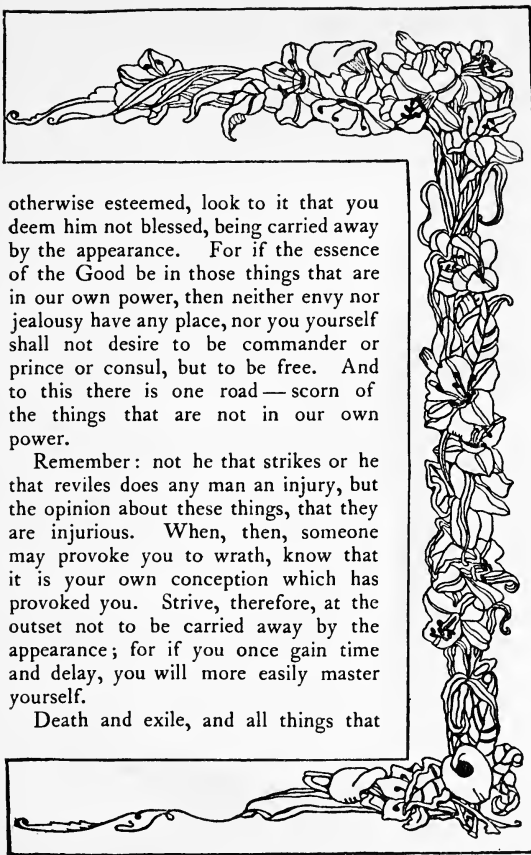 otherwise esteemed, look to it that you
deem him not blessed, being carried away
by the appearance. For if the essence
of the Good be in those things that are
in our own power, then neither envy nor
jealousy have any place, nor you yourself
shall not desire to be commander or
prince or consul, but to be free. And
to this there is one road — scorn of
the things that are not in our own
power.
Remember: not he that strikes or he
that reviles does any man an injury, but
the opinion about these things, that they
are injurious. When, then, someone
may provoke you to wrath, know that
it is your own conception which has
provoked you. Strive, therefore, at the
outset not to be carried away by the
appearance; for if you once gain time
and delay, you will more easily master
yourself.
Death and exile, and all things that